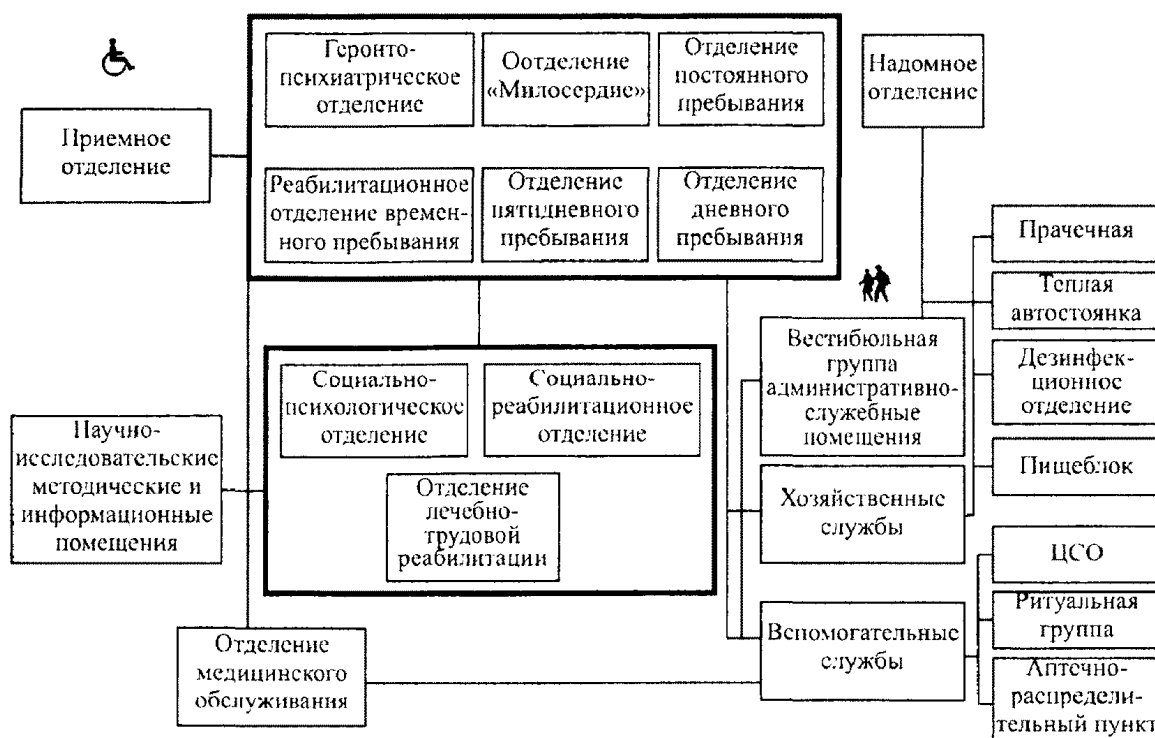 Геронто-
психиатрическое
отделение
Оотделение
«Милосердие»
Отделение
постоянного
пребывания
Надомное
отделение
Приемное
отделение
Реабилитационное
отделение времен-
ного пребывания
Отделение
пятидневного
пребывания
Отделение
дневного
пребывания
Прачечная
Теплая
автостоянка
Вестибюльная
группа
административно-
служебные
помещения
Дезинфек-
ционное
отделение
Социально-
психологическое
отделение
Социально-
реабилитационное
отделение
Научно-
исследовательские
методические и
информационные
помещения
Отделение
лечебно-
трудовой
реабилитации
Хозяйственные
службы
Пищеблок
ЦСО
Ритуальная
группа
Отделение
медицинского
обслуживания
Вспомогательные
службы
Аптечно-
распредели-
тельный пункт